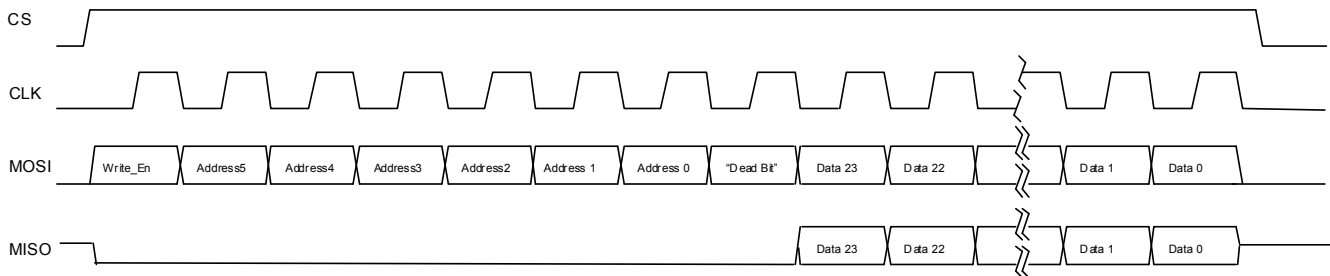 CS
CLK
MOSI Write_En Address5 Address4 Address3 Address2 Address 1 Address 0 "Dead Bit" Data 23 Data 22 Data 1 Data 0
MISO Data 23 Data 22 Data 1 Data 0